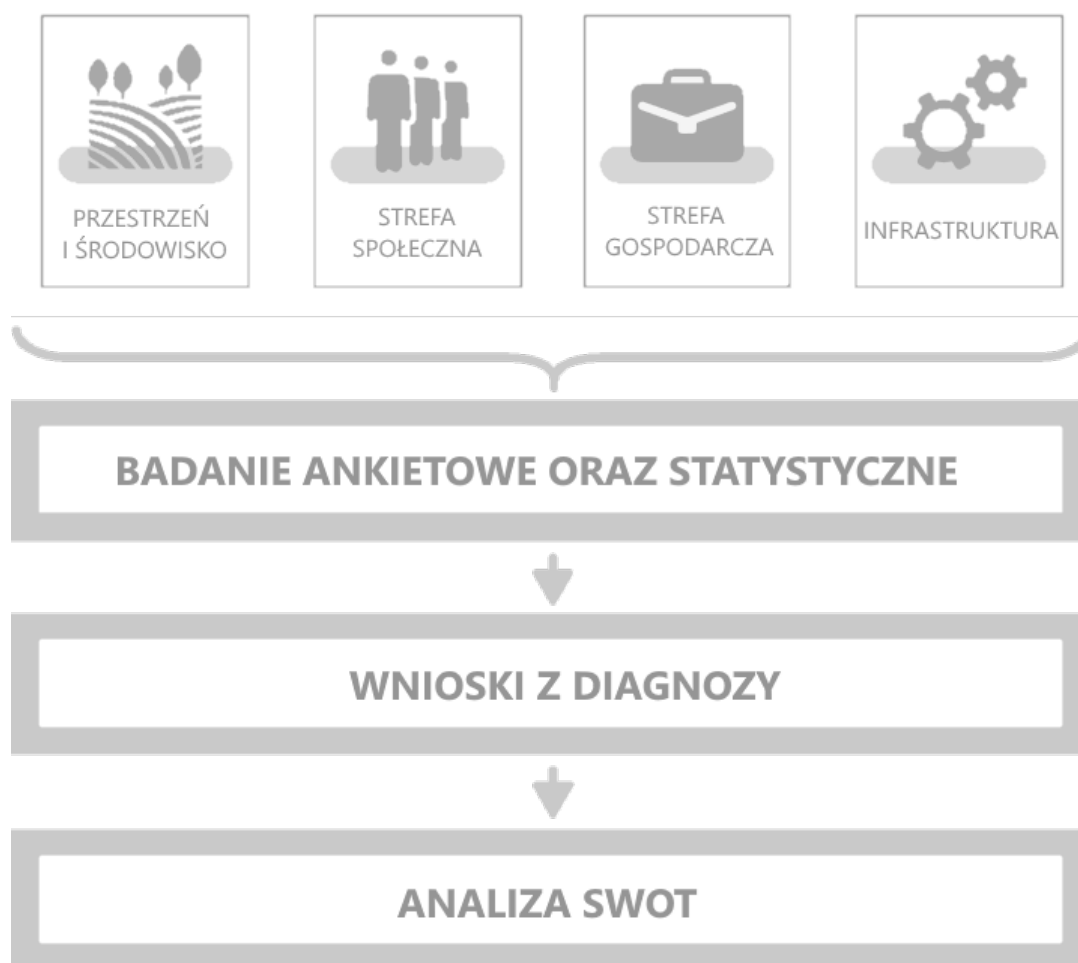 PRZESTRZEŃ
I ŚRODOWISKO
STREFA
SPOŁECZNA
STREFA
GOSPODARCZA
INFRASTRUKTURA
BADANIE ANKIETOWE ORAZ STATYSTYCZNE
WNIOSKI Z DIAGNOZY
ANALIZA SWOT